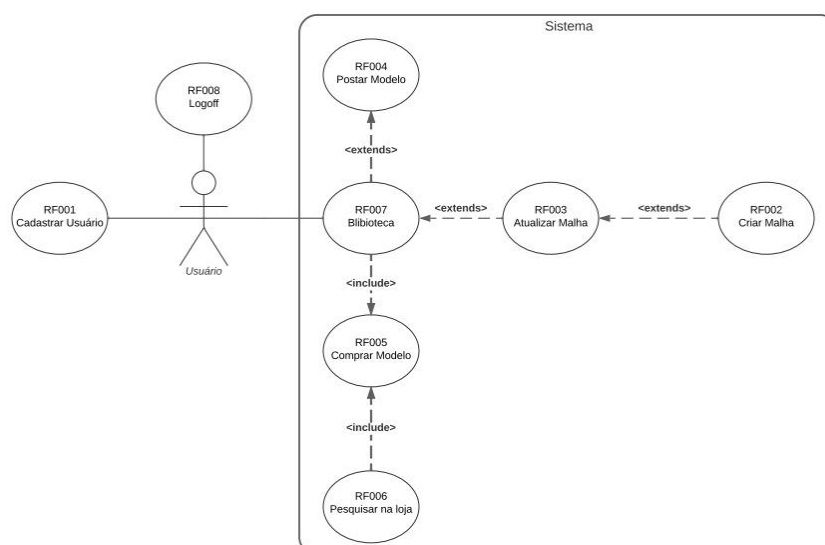 Sistema
RF004
Postar Modelo
RF008
Logoff
<extends>
RF001
Cadastrar Usuário
RF007
Blibioteca
<extends>
RF003
Atualizar Malha
<extends>
RF002
Criar Malha
Usuário
<include>
RF005
Comprar Modelo
<include>
RF006
Pesquisar na loja